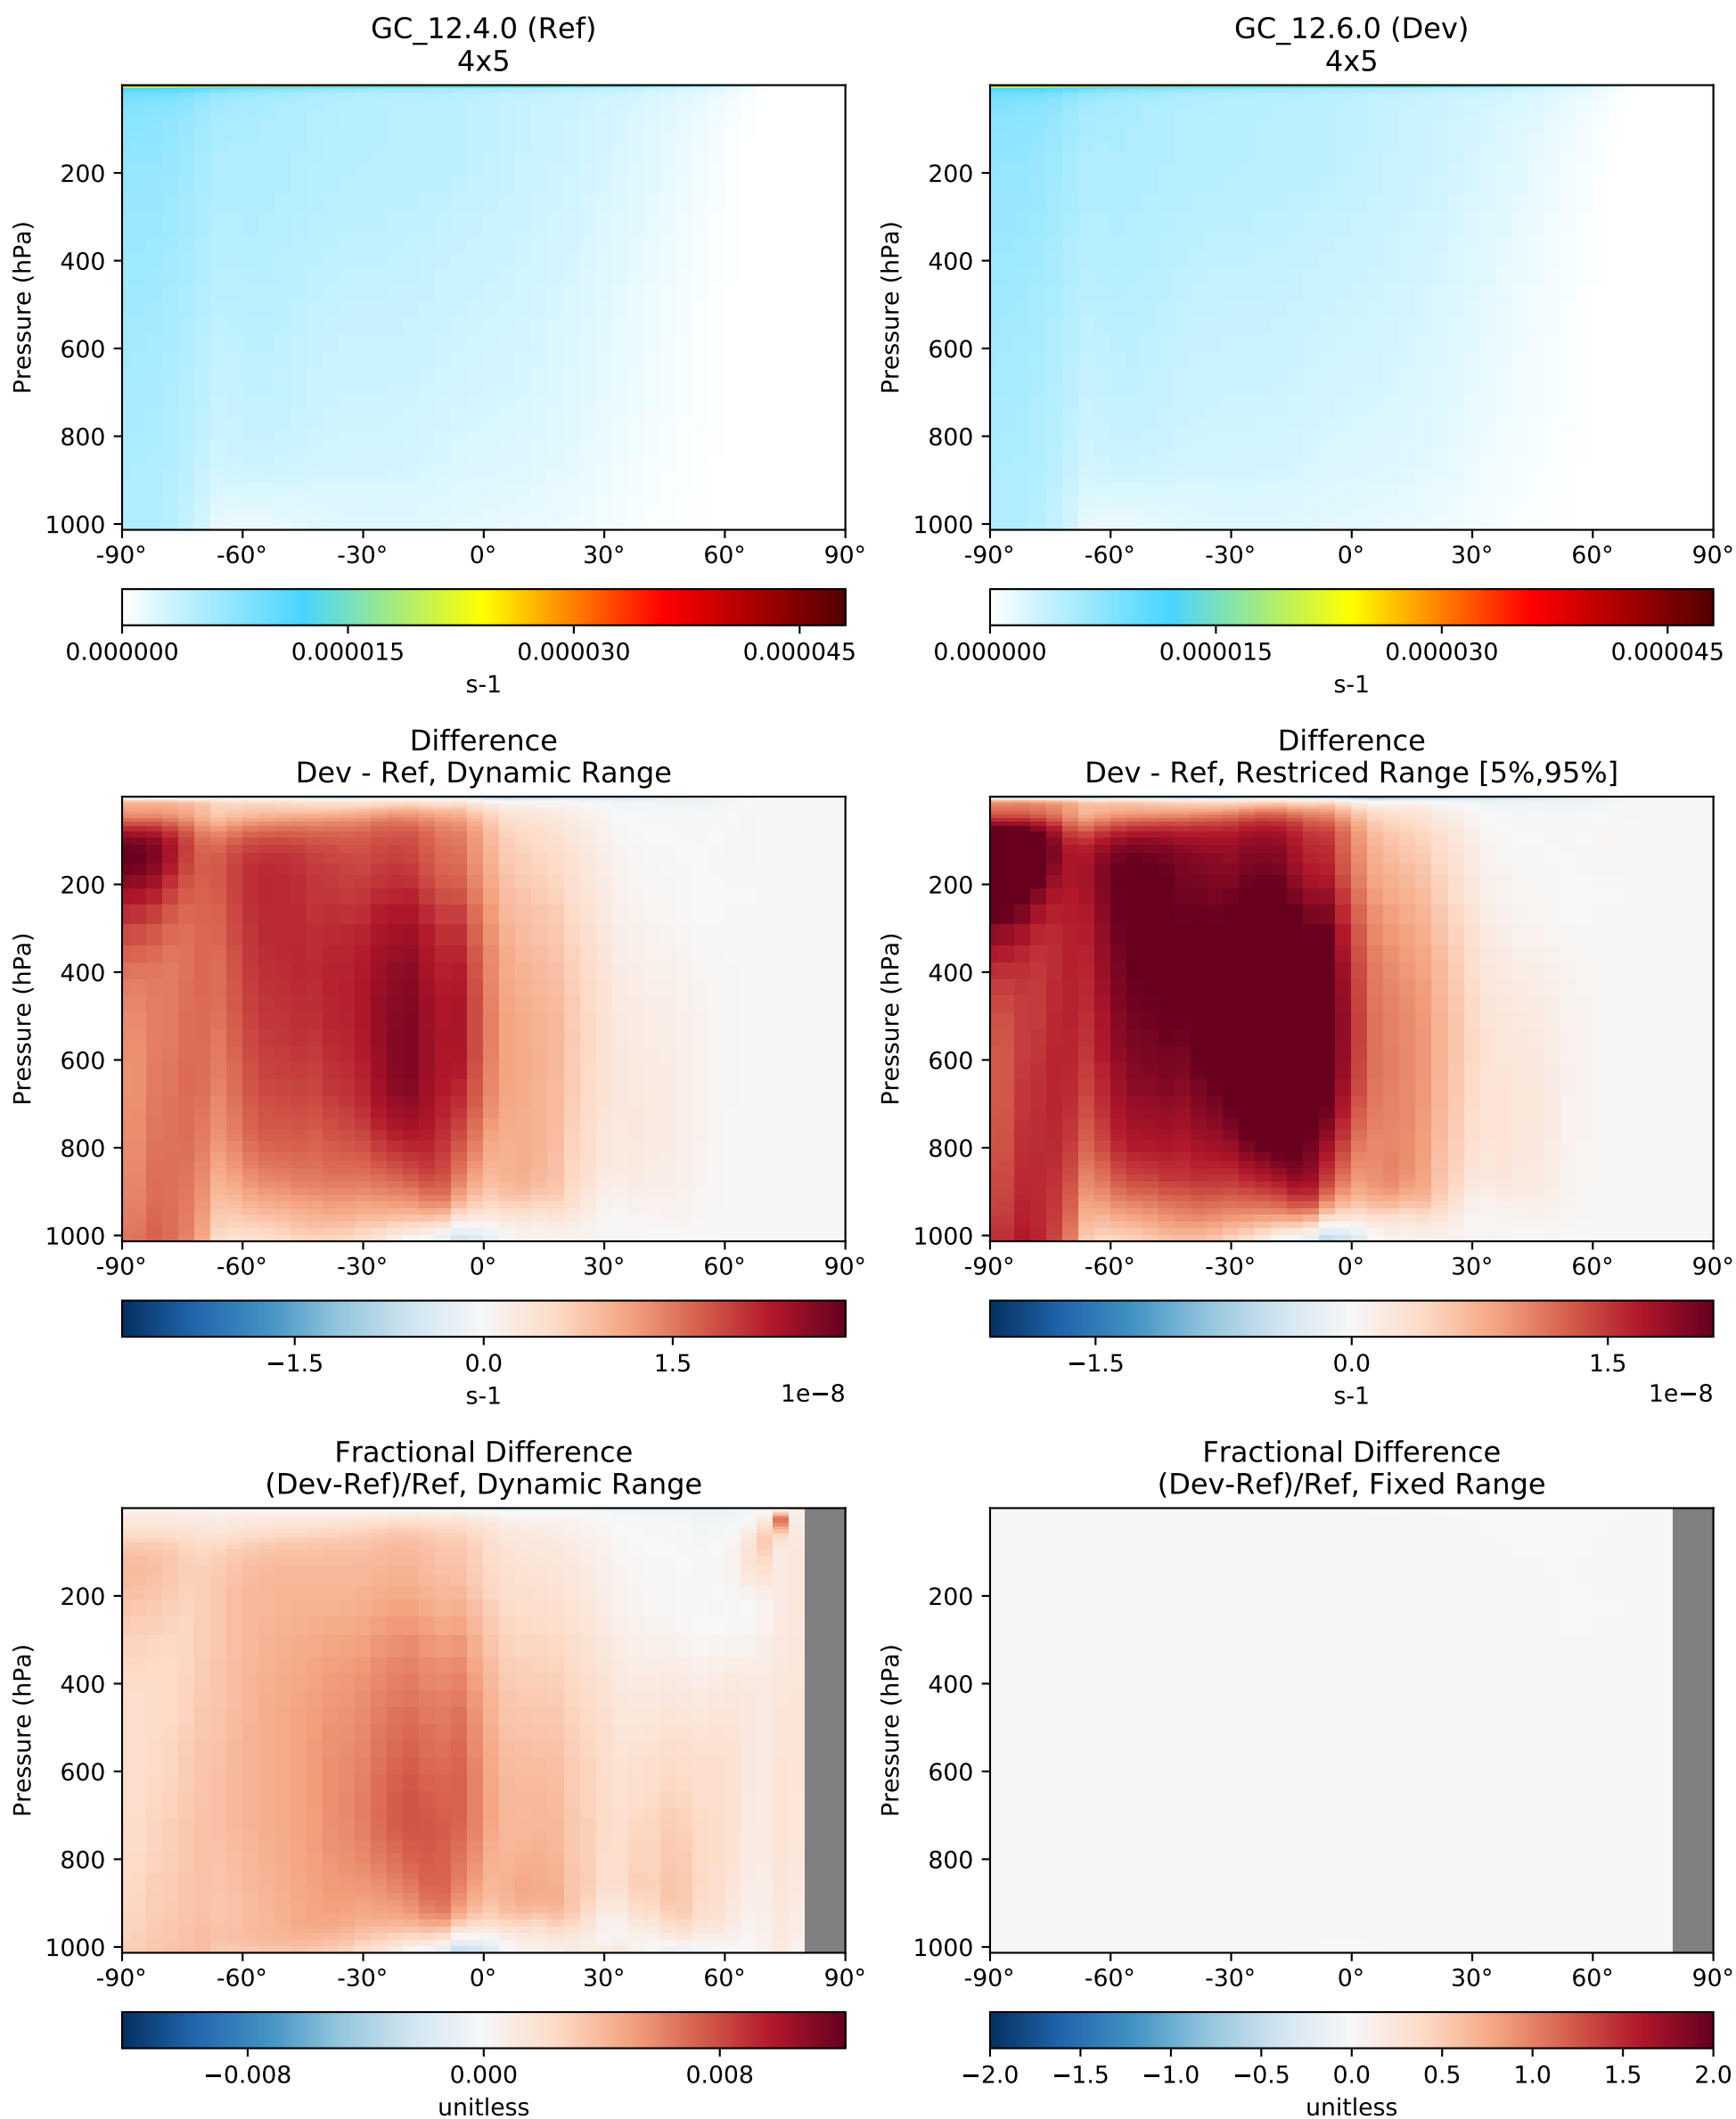 GC_12.4.0 (Ref)
4x5
GC_12.6.0 (Dev)
4x5
Pressure (hPa)
200
400
600
800
1000
-90° -60° -30° 0° 30° 60° 90°
0.000000 0.000015 0.000030 0.000045
s-1
Pressure (hPa)
200
400
600
800
1000
-90° -60° -30° 0° 30° 60° 90°
0.000000 0.000015 0.000030 0.000045
s-1
Difference
Dev - Ref, Dynamic Range
Pressure (hPa)
200
400
600
800
1000
-90° -60° -30° 0° 30° 60° 90°
−1.5 0.0 1.5
s-1
1e−8
Difference
Dev - Ref, Restriced Range [5%,95%]
Pressure (hPa)
200
400
600
800
1000
-90° -60° -30° 0° 30° 60° 90°
−1.5 0.0 1.5
s-1
1e−8
Fractional Difference
(Dev-Ref)/Ref, Dynamic Range
Pressure (hPa)
200
400
600
800
1000
-90° -60° -30° 0° 30° 60° 90°
−0.008 0.000 0.008
unitless
Fractional Difference
(Dev-Ref)/Ref, Fixed Range
Pressure (hPa)
200
400
600
800
1000
-90° -60° -30° 0° 30° 60° 90°
−2.0 −1.5 −1.0 −0.5 0.0 0.5 1.0 1.5 2.0
unitless